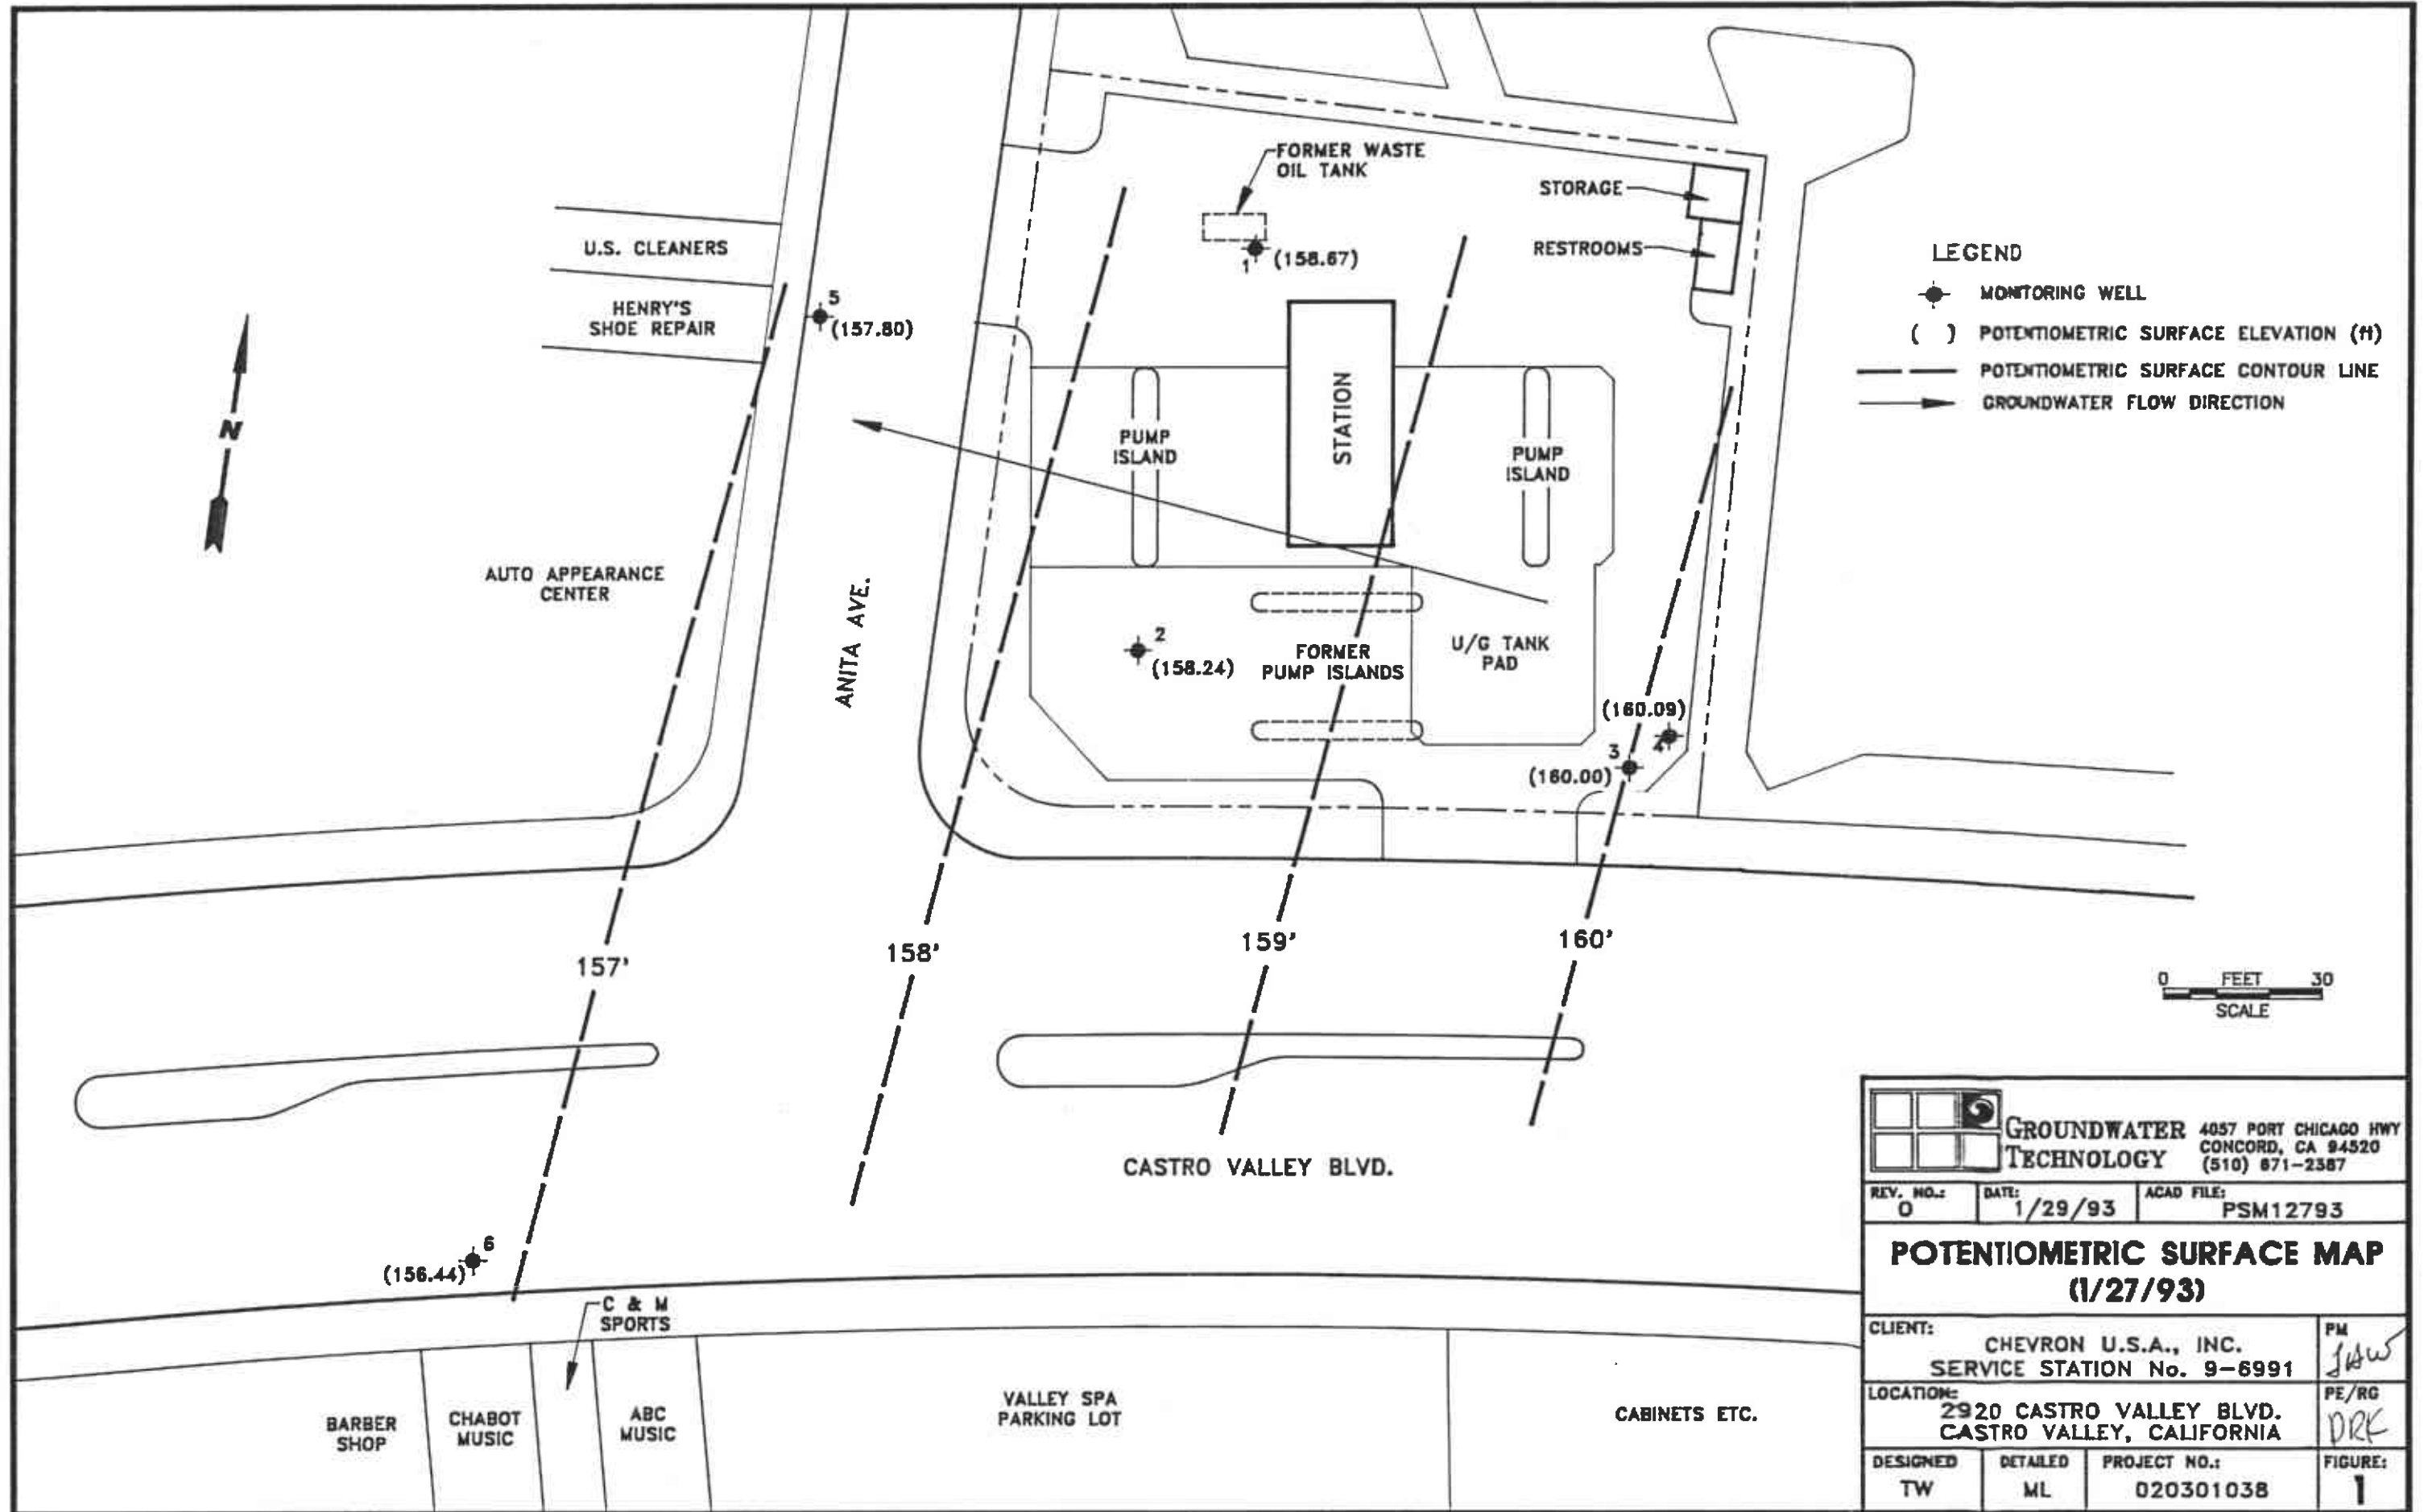 FORMER WASTE
OIL TANK
STORAGE
RESTROOMS
1
(158.67)
U.S. CLEANERS
HENRY'S
SHOE REPAIR
5
(157.80)
LEGEND
MONITORING WELL
( ) POTENTIOMETRIC SURFACE ELEVATION (ft)
POTENTIOMETRIC SURFACE CONTOUR LINE
GROUNDWATER FLOW DIRECTION
N
STATION
PUMP
ISLAND
PUMP
ISLAND
AUTO APPEARANCE
CENTER
ANITA AVE.
2
(158.24)
FORMER
PUMP ISLANDS
U/G TANK
PAD
(160.09)
4
3
(160.00)
157'
158'
159'
160'
0 FEET 30
SCALE
CASTRO VALLEY BLVD.
6
(156.44)
C & M
SPORTS
BARBER
SHOP
CHABOT
MUSIC
ABC
MUSIC
VALLEY SPA
PARKING LOT
CABINETS ETC.
GROUNDWATER
TECHNOLOGY
4057 PORT CHICAGO HWY
CONCORD, CA 94520
(510) 671-2387
REV. NO.:
0
DATE:
1/29/93
ACAD FILE:
PSM12793
POTENTIOMETRIC SURFACE MAP
(1/27/93)
CLIENT:
CHEVRON U.S.A., INC.
SERVICE STATION No. 9-6991
PM
JAW
LOCATION:
2920 CASTRO VALLEY BLVD.
CASTRO VALLEY, CALIFORNIA
PE/RG
DRK
DESIGNED
TW
DETAILED
ML
PROJECT NO.:
020301038
FIGURE:
1